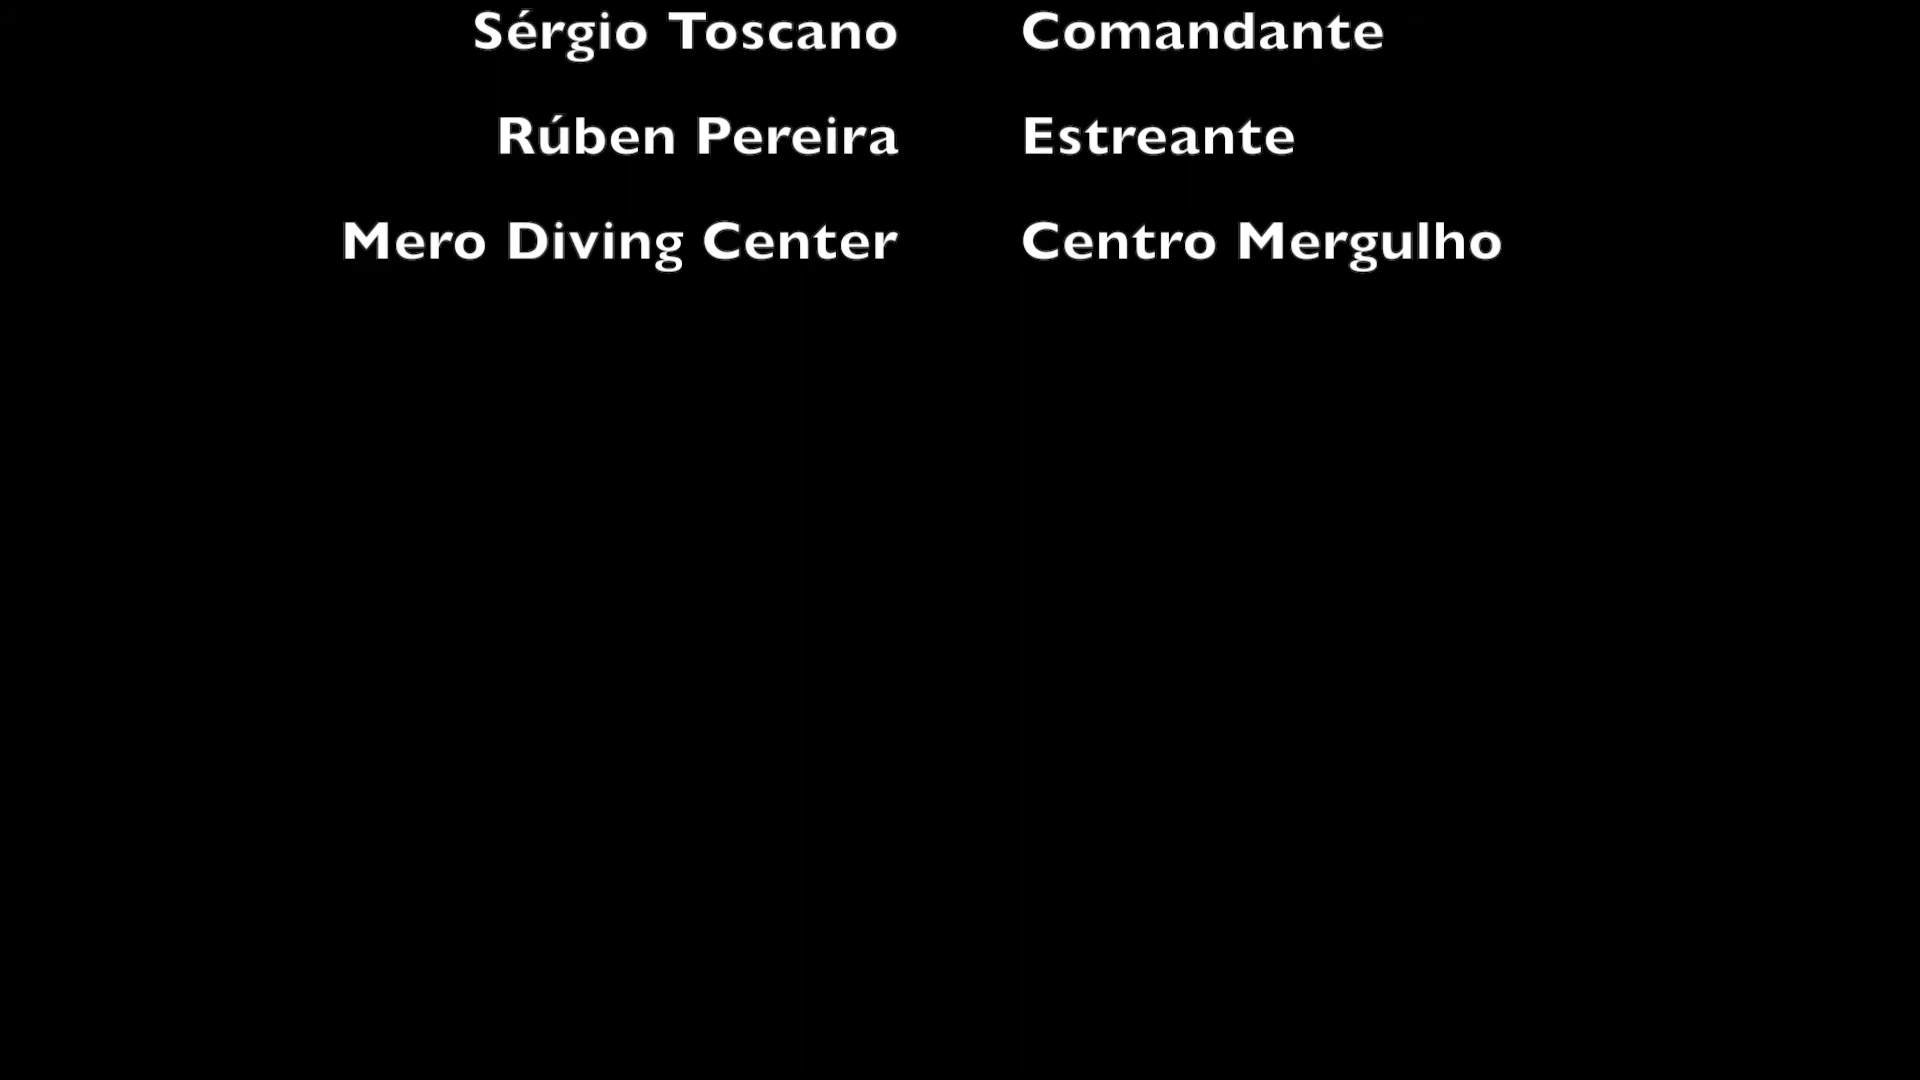 Sérgio Toscano Comandante
Rúben Pereira Estreante
Mero Diving Center Centro Mergulho